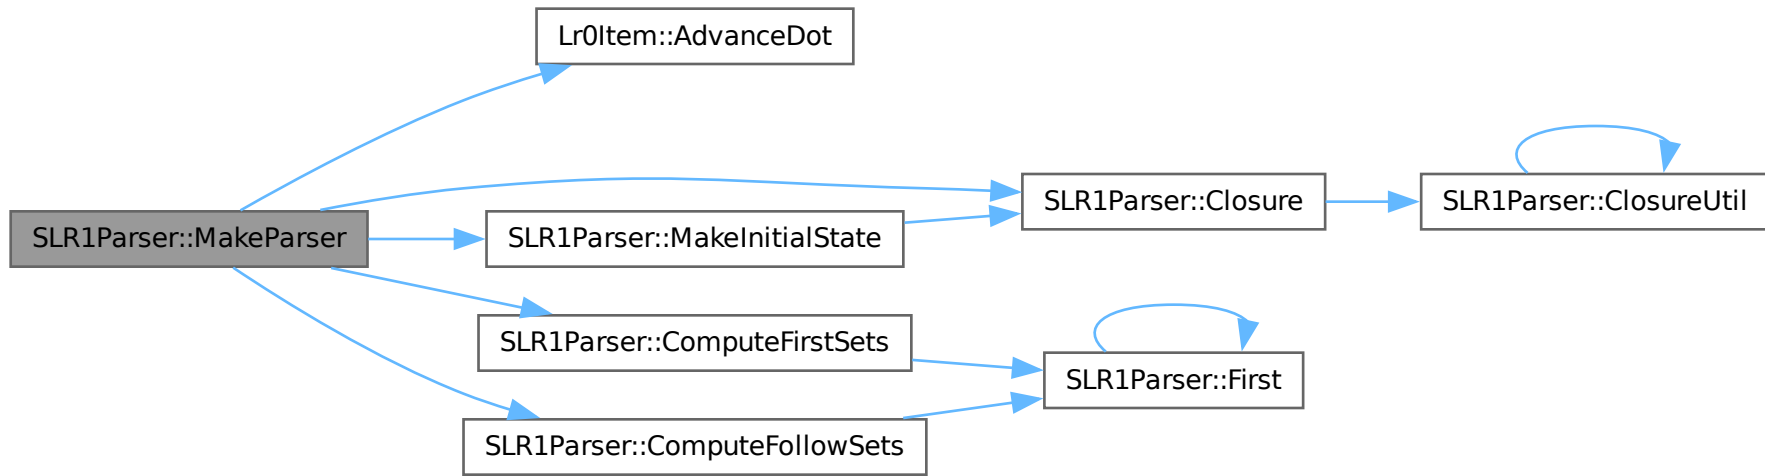 Lr0Item::AdvanceDot
SLR1Parser::Closure
SLR1Parser::ClosureUtil
SLR1Parser::MakeParser
SLR1Parser::MakeInitialState
SLR1Parser::ComputeFirstSets
SLR1Parser::First
SLR1Parser::ComputeFollowSets